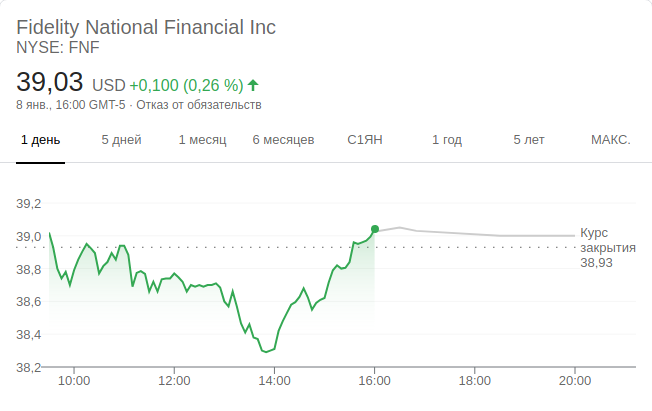 Fidelity National Financial Inc
NYSE: FNF
39,03 USD +0,100 (0,26 %)
8 янв., 16:00 GMT-5 · Отказ от обязательств
1 день 5 дней 1 месяц 6 месяцев С1ЯН 1 год 5 лет МАКС.
39,2
39,0
38,8
38,6
38,4
38,2
Курс
закрытия
38,93
10:00 12:00 14:00 16:00 18:00 20:00